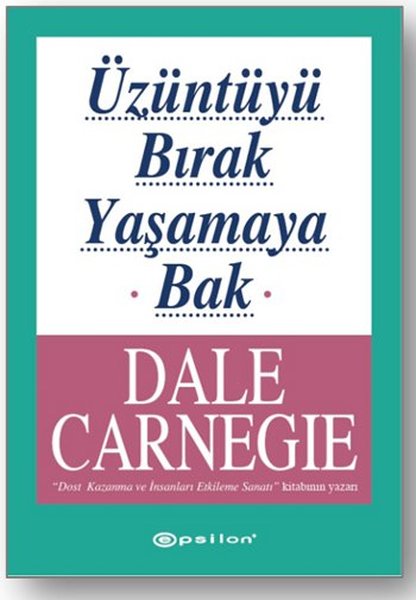 Üzüntüyü
Bırak
Yaşamaya
· Bak ·
DALE
CARNEGIE
“Dost Kazanma ve İnsanları Etkileme Sanatı” kitabının yazarı
epsilon+